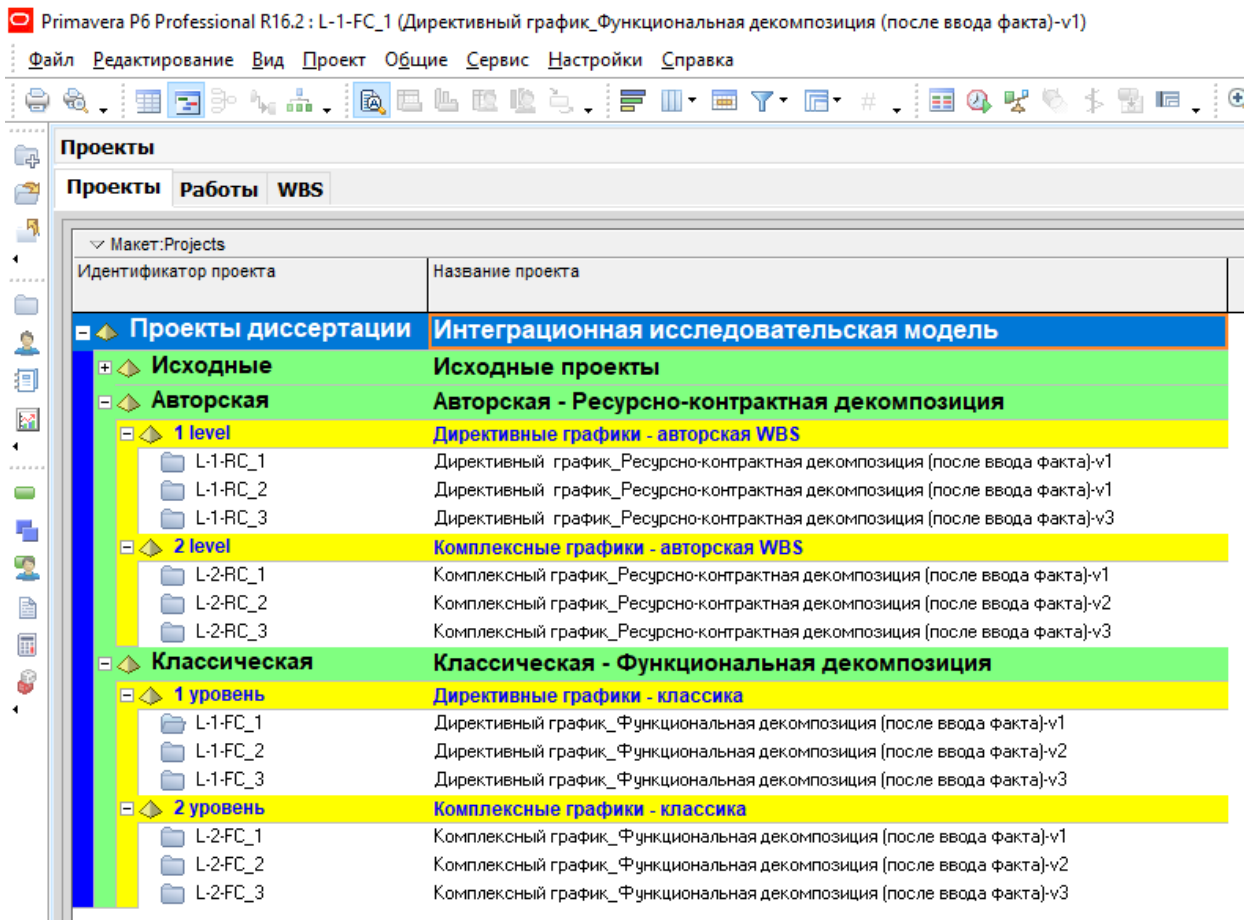 Primavera P6 Professional R16.2 : L-1-FC_1 (Директивный график_Функциональная декомпозиция (после ввода факта)-v1)
Файл Редактирование Вид Проект Общие Сервис Настройки Справка
Проекты
Проекты Работы WBS
Макет:Projects
Идентификатор проекта Название проекта
Проекты диссертации Интеграционная исследовательская модель
Исходные Исходные проекты
Авторская Авторская - Ресурсно-контрактная декомпозиция
1 level Директивные графики - авторская WBS
L-1-RC_1 Директивный график_Ресурсно-контрактная декомпозиция (после ввода факта)-v1
L-1-RC_2 Директивный график_Ресурсно-контрактная декомпозиция (после ввода факта)-v1
L-1-RC_3 Директивный график_Ресурсно-контрактная декомпозиция (после ввода факта)-v3
2 level Комплексные графики - авторская WBS
L-2-RC_1 Комплексный график_Ресурсно-контрактная декомпозиция (после ввода факта)-v1
L-2-RC_2 Комплексный график_Ресурсно-контрактная декомпозиция (после ввода факта)-v2
L-2-RC_3 Комплексный график_Ресурсно-контрактная декомпозиция (после ввода факта)-v3
Классическая Классическая - Функциональная декомпозиция
1 уровень Директивные графики - классика
L-1-FC_1 Директивный график_Функциональная декомпозиция (после ввода факта)-v1
L-1-FC_2 Директивный график_Функциональная декомпозиция (после ввода факта)-v2
L-1-FC_3 Директивный график_Функциональная декомпозиция (после ввода факта)-v3
2 уровень Комплексные графики - классика
L-2-FC_1 Комплексный график_Функциональная декомпозиция (после ввода факта)-v1
L-2-FC_2 Комплексный график_Функциональная декомпозиция (после ввода факта)-v2
L-2-FC_3 Комплексный график_Функциональная декомпозиция (после ввода факта)-v3